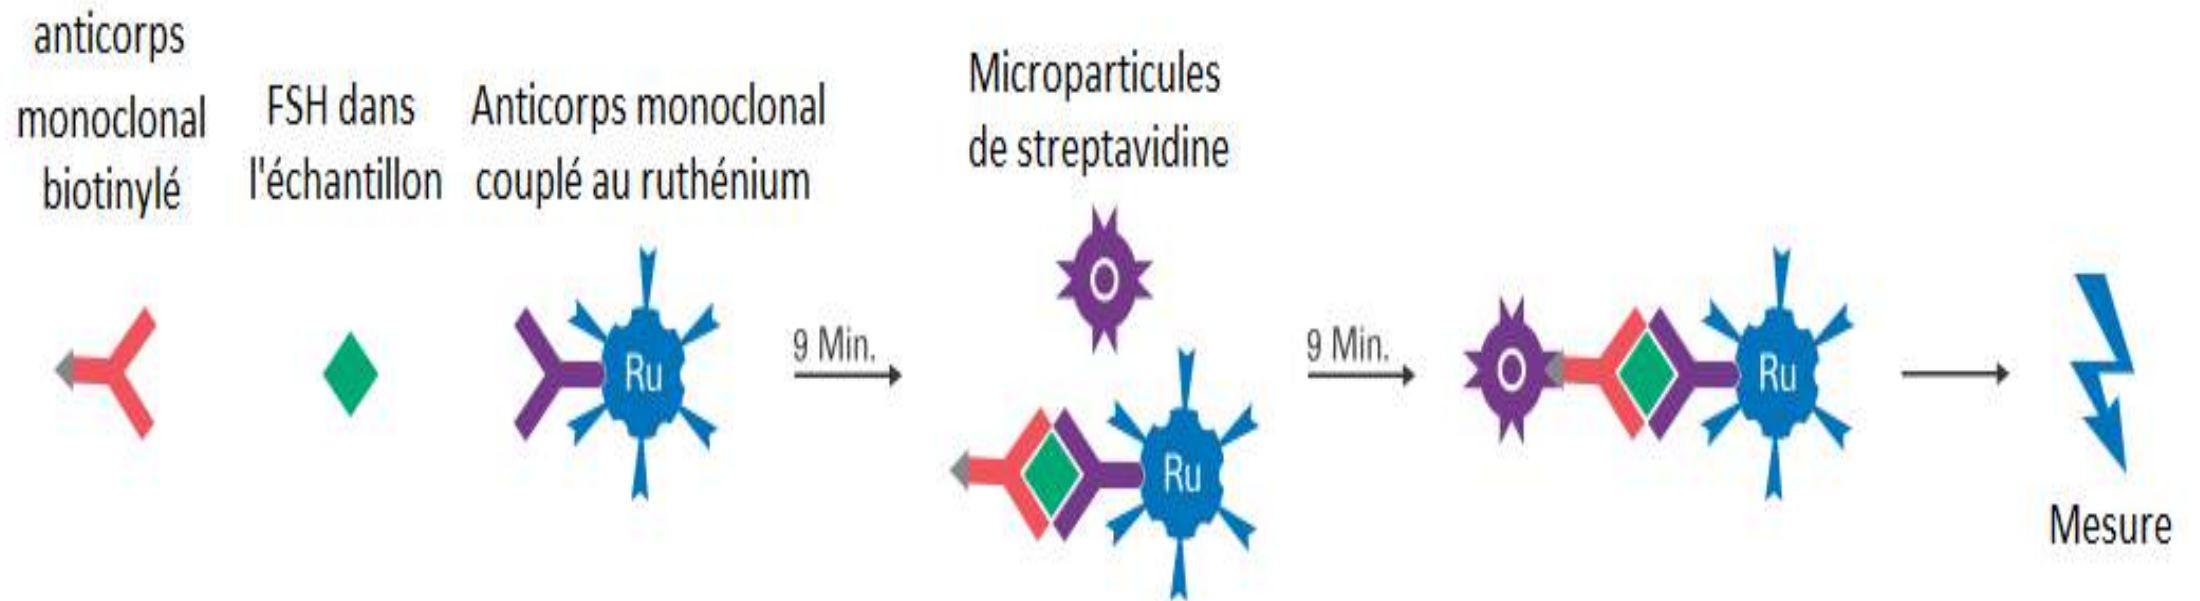 anticorps
monoclonal
biotinylé
FSH dans
l'échantillon
Anticorps monoclonal
couplé au ruthénium
Ru
9 Min.
Microparticules
de streptavidine
Ru
9 Min.
Ru
Mesure